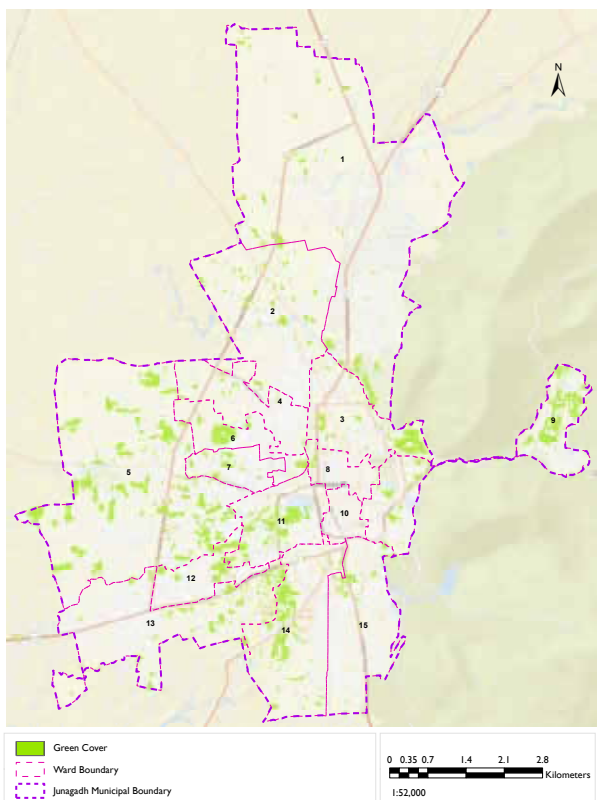 N
1
2
3
4
5
6
7
8
9
10
11
12
13
14
15
Green Cover
Ward Boundary
Junagadh Municipal Boundary
0 0.35 0.7 1.4 2.1 2.8
Kilometers
1:52,000